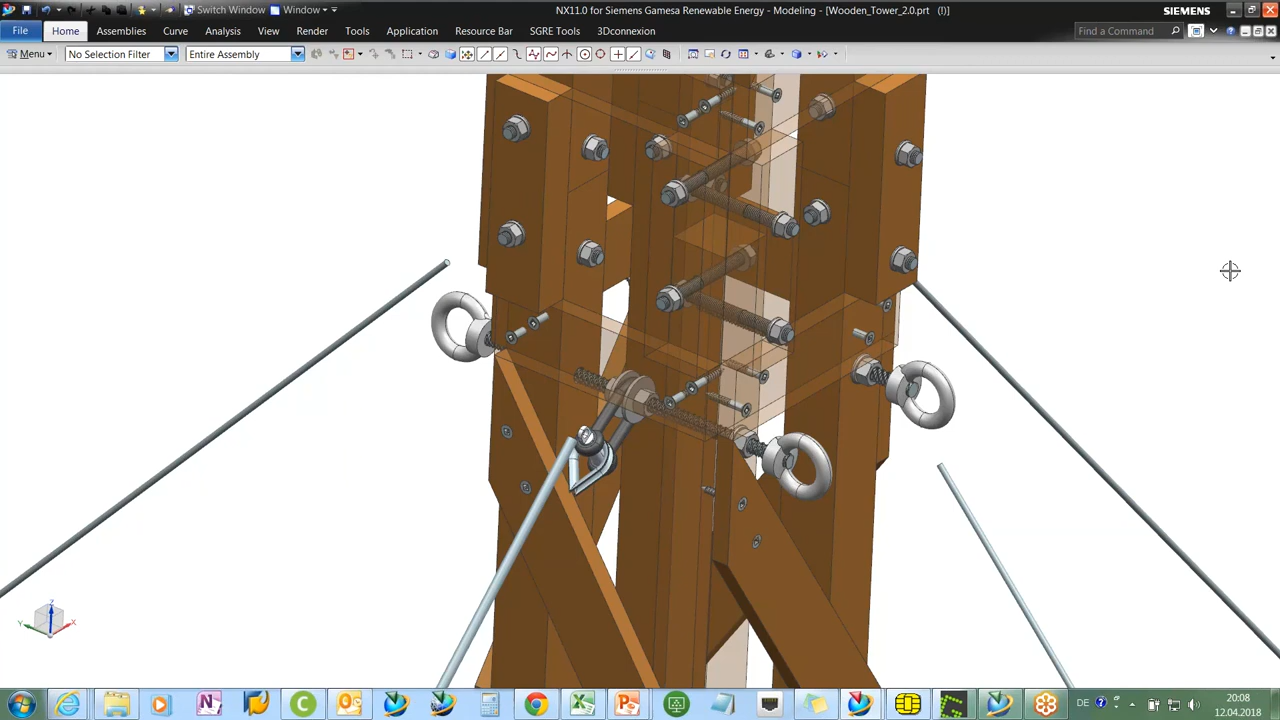 Switch Window Window
NX11.0 for Siemens Gamesa Renewable Energy - Modeling - [Wooden_Tower_2.0.prt (!)]
SIEMENS
File Home Assemblies Curve Analysis View Render Tools Application Resource Bar SGRE Tools 3Dconnexion
Find a Command
Menu No Selection Filter Entire Assembly
Z
Y X
DE 20:08
12.04.2018